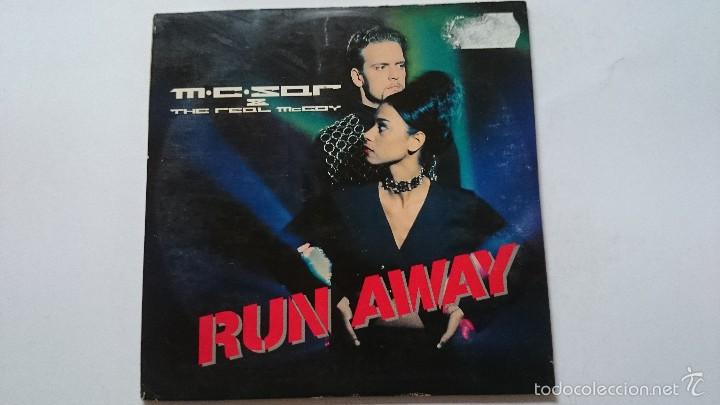 M·C·SAR
&
THE REAL McCOY
RUN AWAY
todocoleccion.net